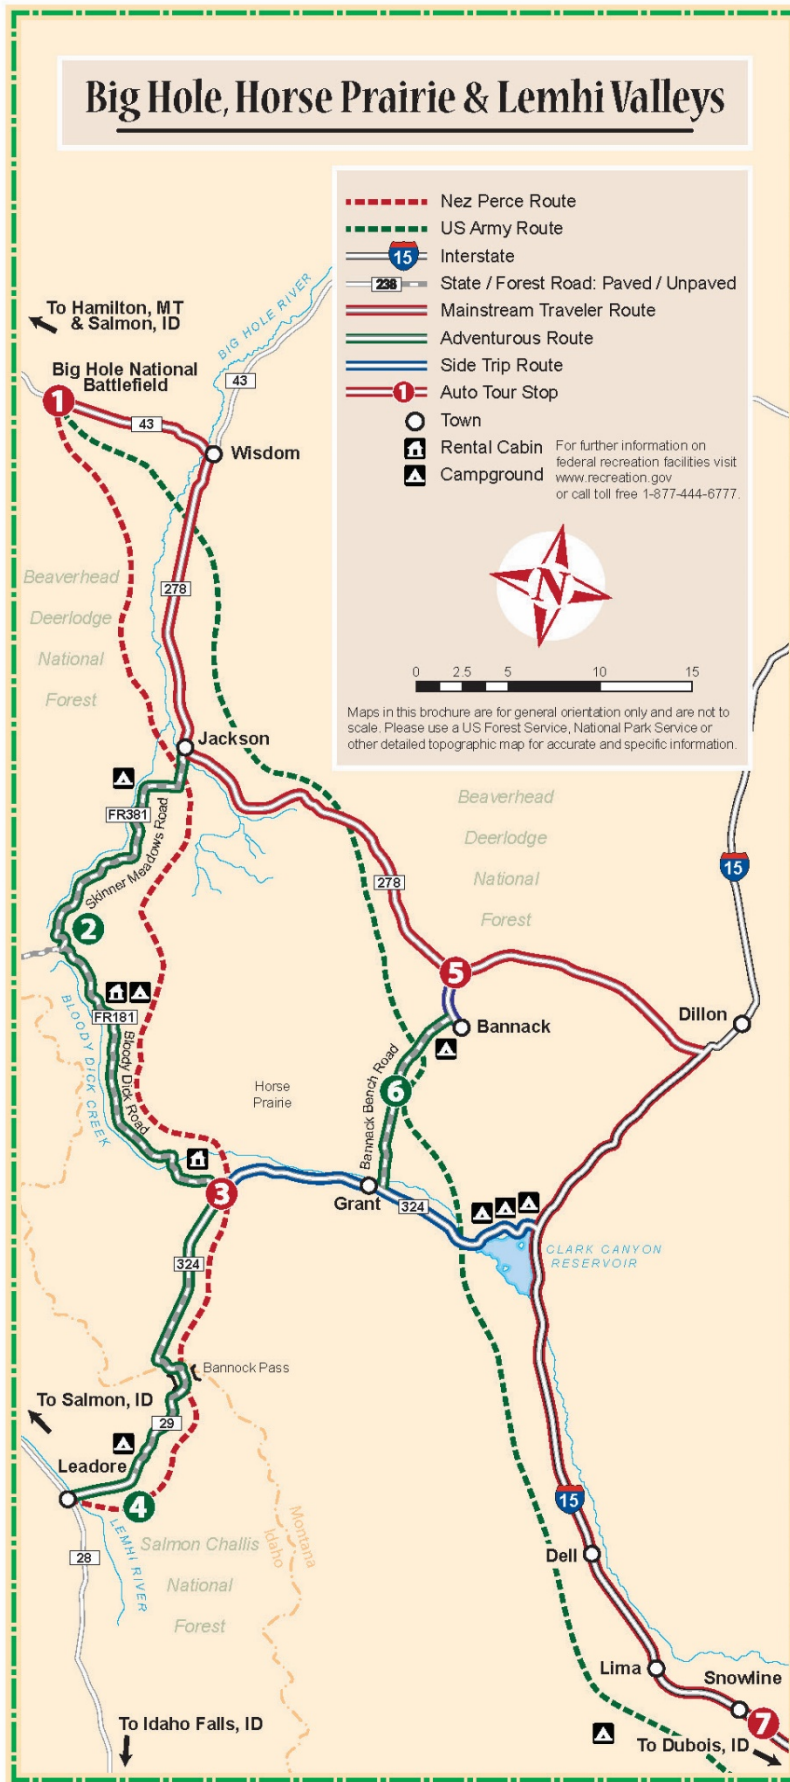 Big Hole, Horse Prairie & Lemhi Valleys
Nez Perce Route
US Army Route
15
Interstate
238
State / Forest Road: Paved / Unpaved
Mainstream Traveler Route
Adventurous Route
Side Trip Route
1
Auto Tour Stop
Town
Rental Cabin
Campground
For further information on
federal recreation facilities visit
www.recreation.gov
or call toll free 1-877-444-6777.
N
0 2.5 5 10 15
Maps in this brochure are for general orientation only and are not to
scale. Please use a US Forest Service, National Park Service or
other detailed topographic map for accurate and specific information.
To Hamilton, MT
& Salmon, ID
BIG HOLE RIVER
Big Hole National
Battlefield
43
1
43
Wisdom
Beaverhead
Deerlodge
National
Forest
278
Jackson
FR381
Skinner Meadows Road
Beaverhead
Deerlodge
National
Forest
15
278
2
5
FR181
BLOODY DICK CREEK
Bloody Dick Road
Bannack
Dillon
Horse
Prairie
Bannack Bench Road
6
3
Grant
324
CLARK CANYON
RESERVOIR
324
Bannock Pass
To Salmon, ID
29
Leadore
4
15
LEMHI RIVER
Salmon Challis
National
Forest
Montana
Idaho
28
Dell
Lima
Snowline
7
To Idaho Falls, ID
To Dubois, ID